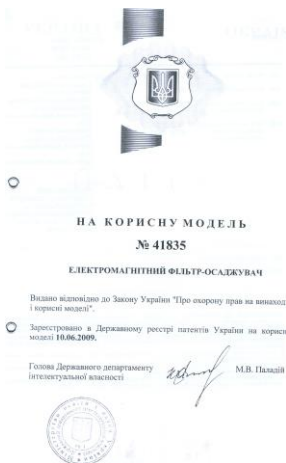 НА КОРИСНУ МОДЕЛЬ
№ 41835
ЕЛЕКТРОМАГНІТНИЙ ФІЛЬТР-ОСАДЖУВАЧ
Видано відповідно до Закону України "Про охорону прав на винаход
і корисні моделі".
Зареєстровано в Державному реєстрі патентів України на корисн
моделі 10.06.2009.
Голова Державного департаменту
інтелектуальної власності
М.В. Паладій